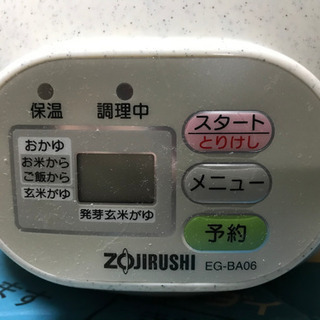 保温
調理中
おかゆ
お米から
ご飯から
玄米がゆ
発芽玄米がゆ
スタート
とりけし
メニュー
予約
ZOJIRUSHI EG-BA06